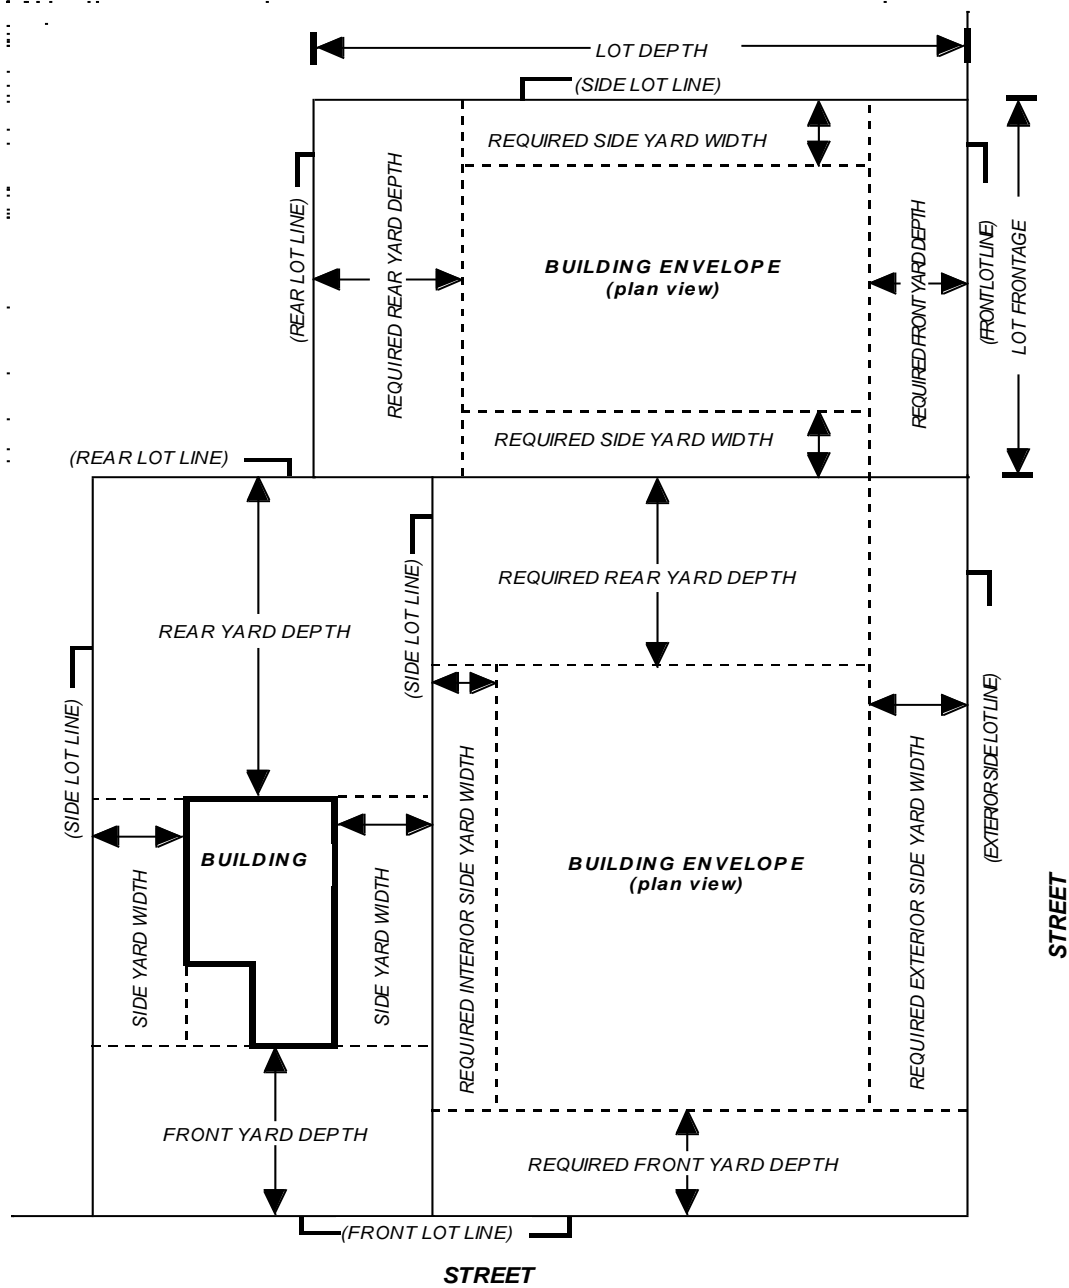 LOT DEPTH
(SIDE LOT LINE)
REQUIRED SIDE YARD WIDTH
(REAR LOT LINE)
REQUIRED REAR YARD DEPTH
BUILDING ENVELOPE
(plan view)
REQUIRED FRONT YARD DEPTH
(FRONT LOT LINE)
LOT FRONTAGE
REQUIRED SIDE YARD WIDTH
(REAR LOT LINE)
(SIDE LOT LINE)
REQUIRED REAR YARD DEPTH
REAR YARD DEPTH
(SIDE LOT LINE)
(EXTERIOR SIDE LOT LINE)
BUILDING
SIDE YARD WIDTH
SIDE YARD WIDTH
REQUIRED INTERIOR SIDE YARD WIDTH
BUILDING ENVELOPE
(plan view)
REQUIRED EXTERIOR SIDE YARD WIDTH
STREET
FRONT YARD DEPTH
REQUIRED FRONT YARD DEPTH
(FRONT LOT LINE)
STREET